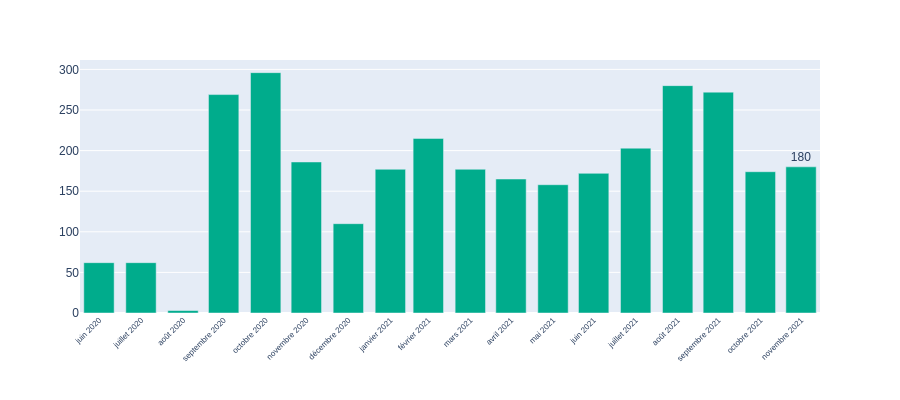 300
250
200
150
100
50
0
180
juin 2020
juillet 2020
août 2020
septembre 2020
octobre 2020
novembre 2020
décembre 2020
janvier 2021
février 2021
mars 2021
avril 2021
mai 2021
juin 2021
juillet 2021
août 2021
septembre 2021
octobre 2021
novembre 2021